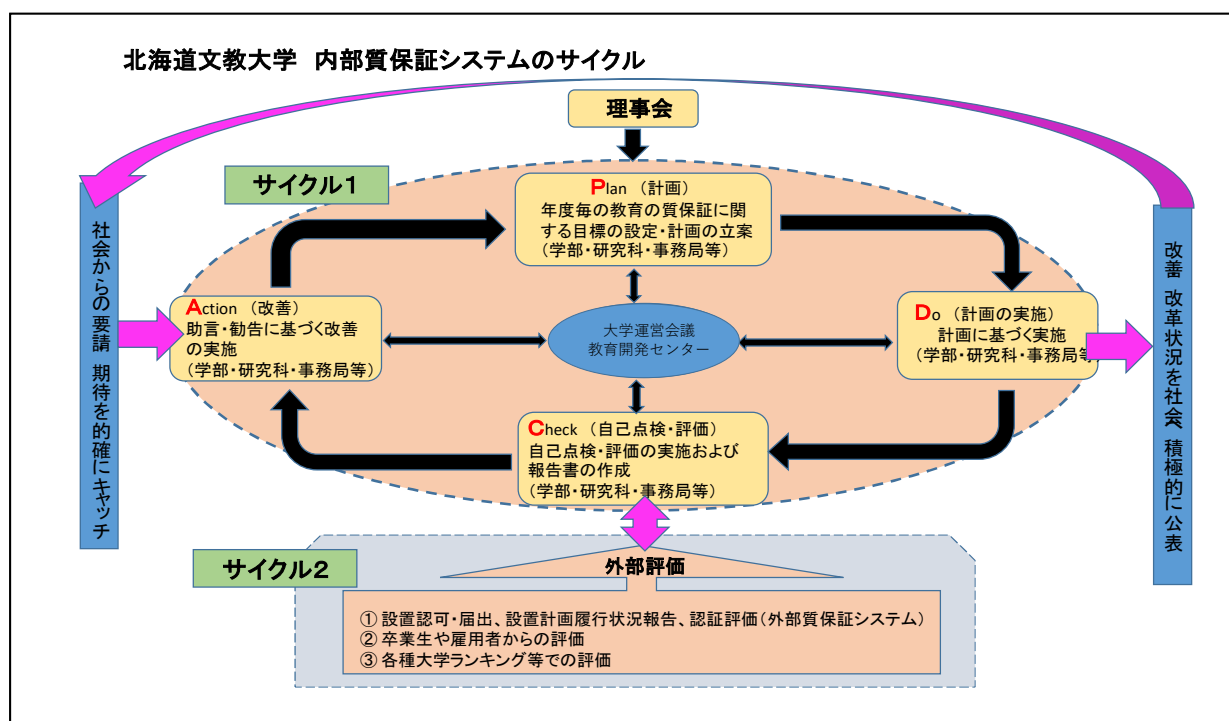 北海道文教大学　内部質保証システムのサイクル
理事会
サイクル１
Plan （計画）
年度毎の教育の質保証に関
する目標の設定・計画の立案
（学部・研究科・事務局等）
社会からの要請 期待を的確にキャッチ
Action （改善）
助言・勧告に基づく改善
の実施
（学部・研究科・事務局等）
大学運営会議
教育開発センター
Do （計画の実施）
計画に基づく実施
（学部・研究科・事務局等）
改善 改革状況を社会へ積極的に公表
Check （自己点検・評価）
自己点検・評価の実施および
報告書の作成
（学部・研究科・事務局等）
サイクル２
外部評価
① 設置認可・届出、設置計画履行状況報告、認証評価（外部質保証システム）
② 卒業生や雇用者からの評価
③ 各種大学ランキング等での評価